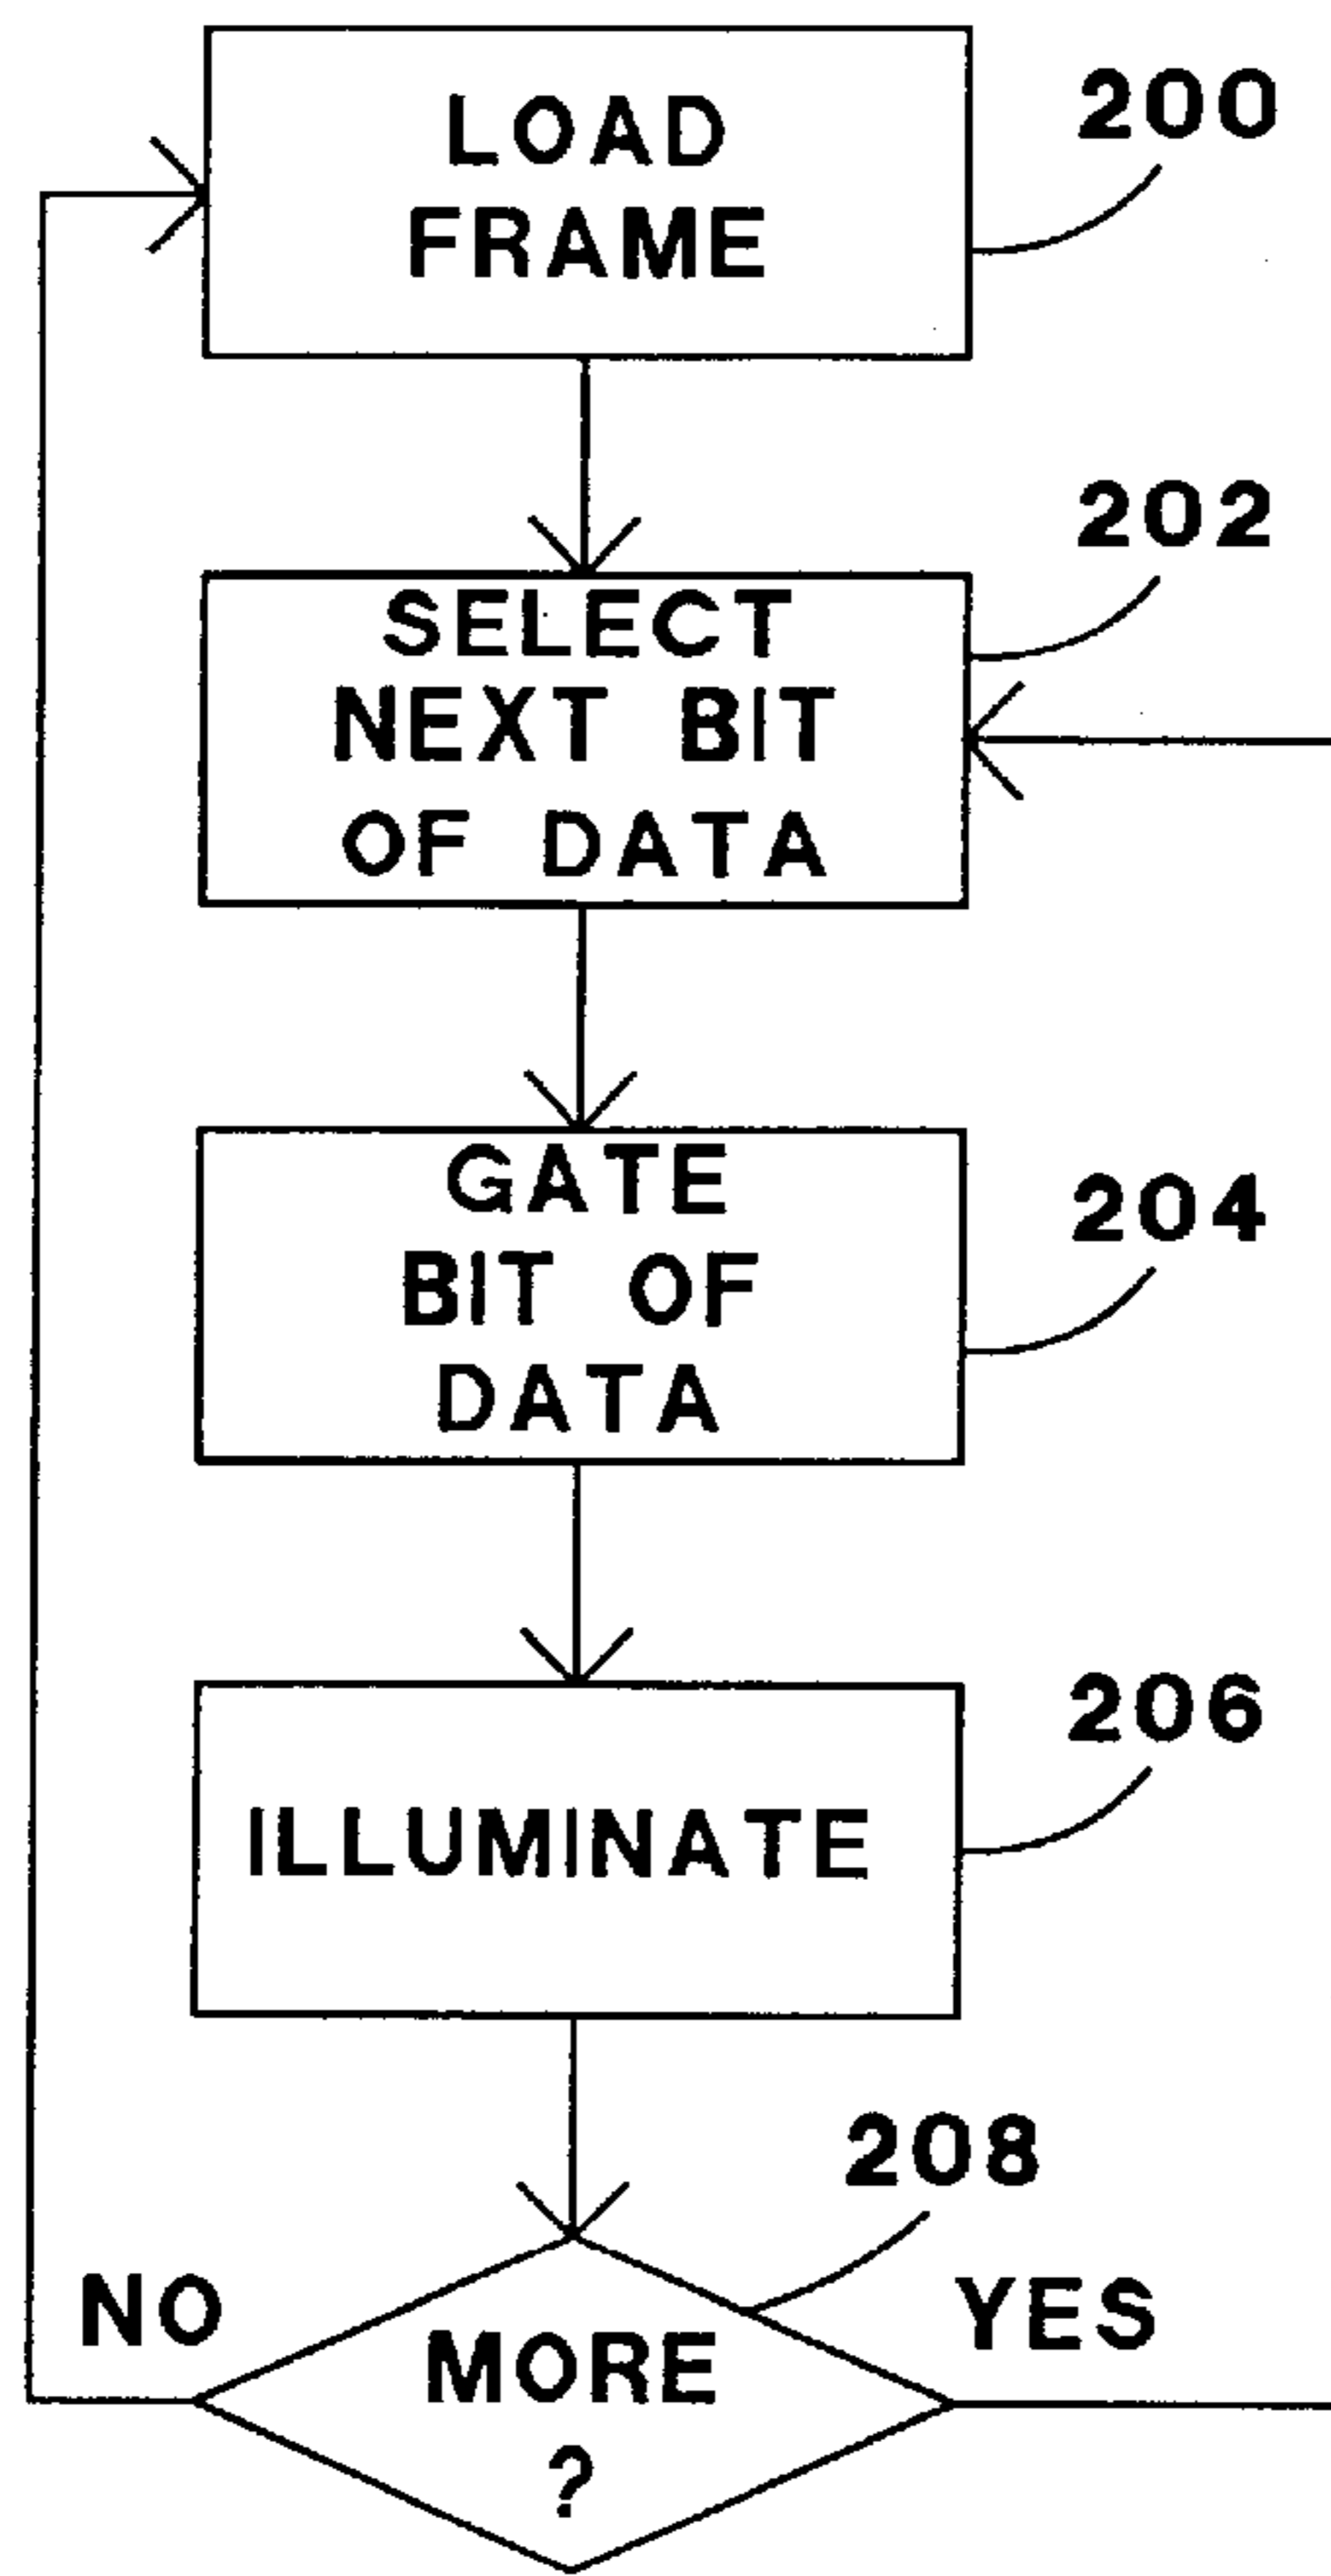 LOAD
FRAME
200
202
SELECT
NEXT BIT
OF DATA
204
GATE
BIT OF
DATA
206
ILLUMINATE
208
NO
YES
MORE
?